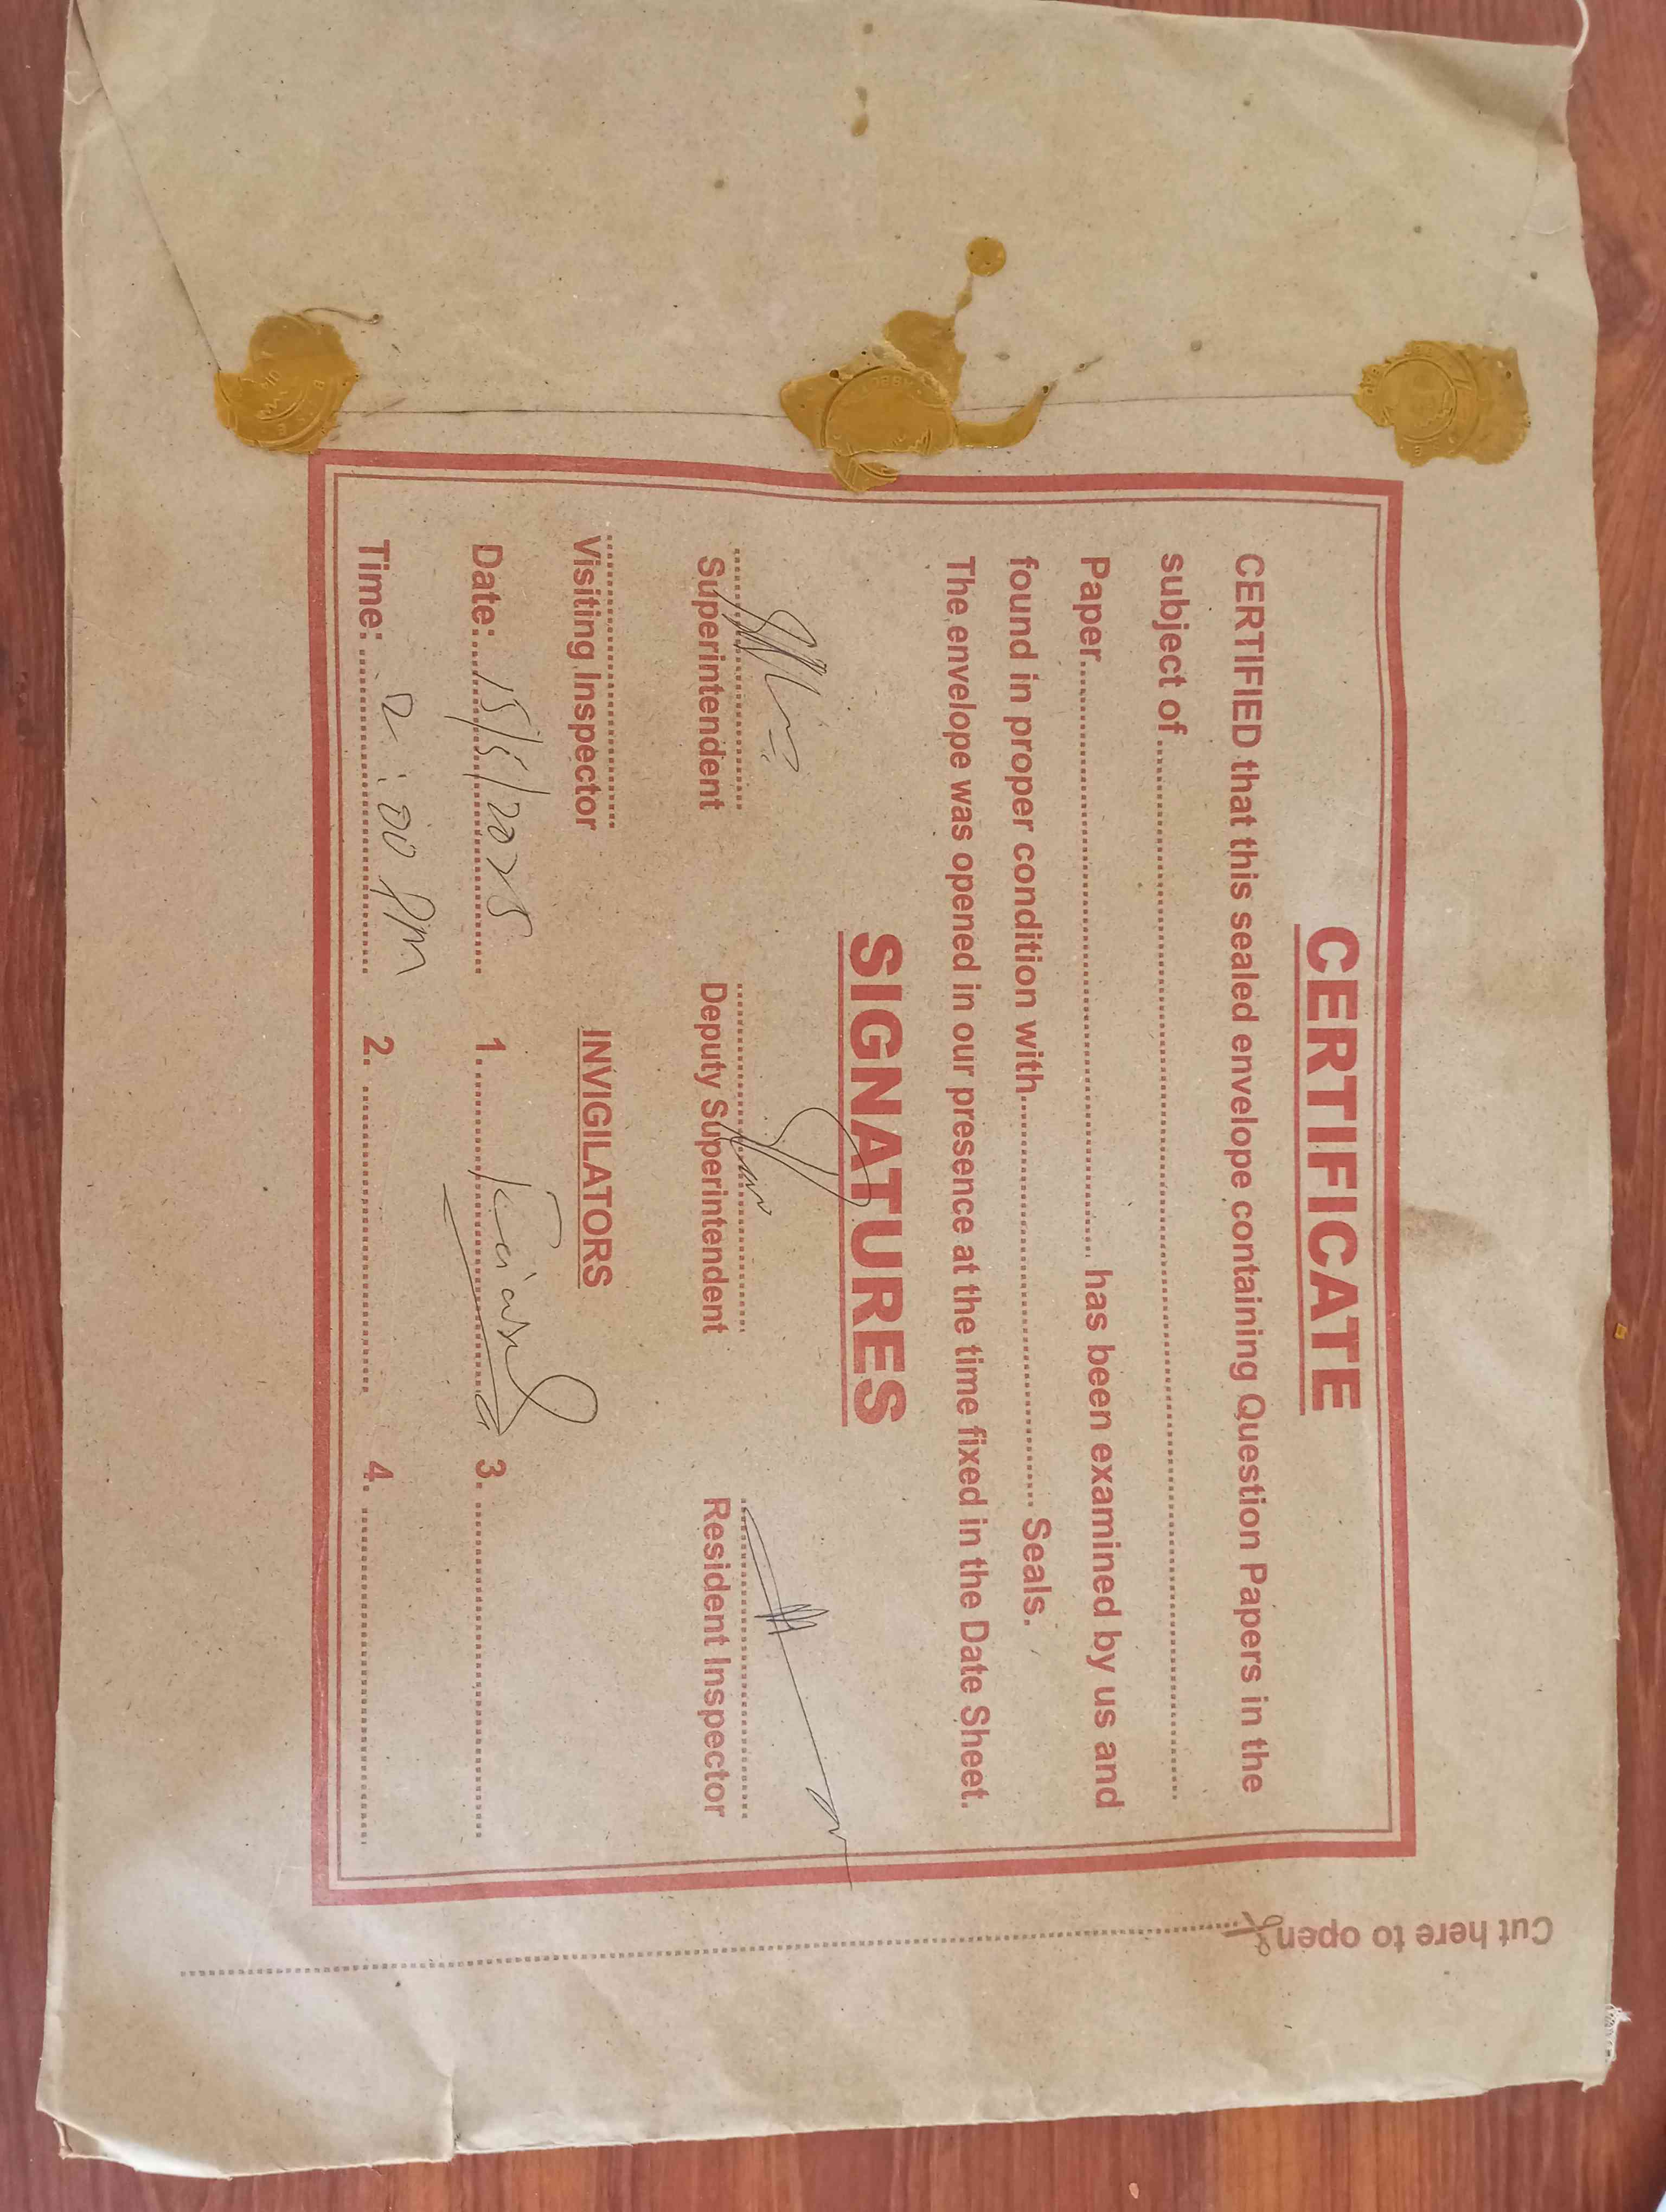 CERTIFICATE
CERTIFIED that this sealed envelope containing Question Papers in the
subject of ........................................
Paper........................................ has been examined by us and
found in proper condition with........................................ Seals.
The envelope was opened in our presence at the time fixed in the Date Sheet.
SIGNATURES
Superintendent Deputy Superintendent Resident Inspector
Visiting Inspector INVIGILATORS
Date: 15/5/2025 1. 3.
Time: 2:00 PM 2. 4.
Cut here to open